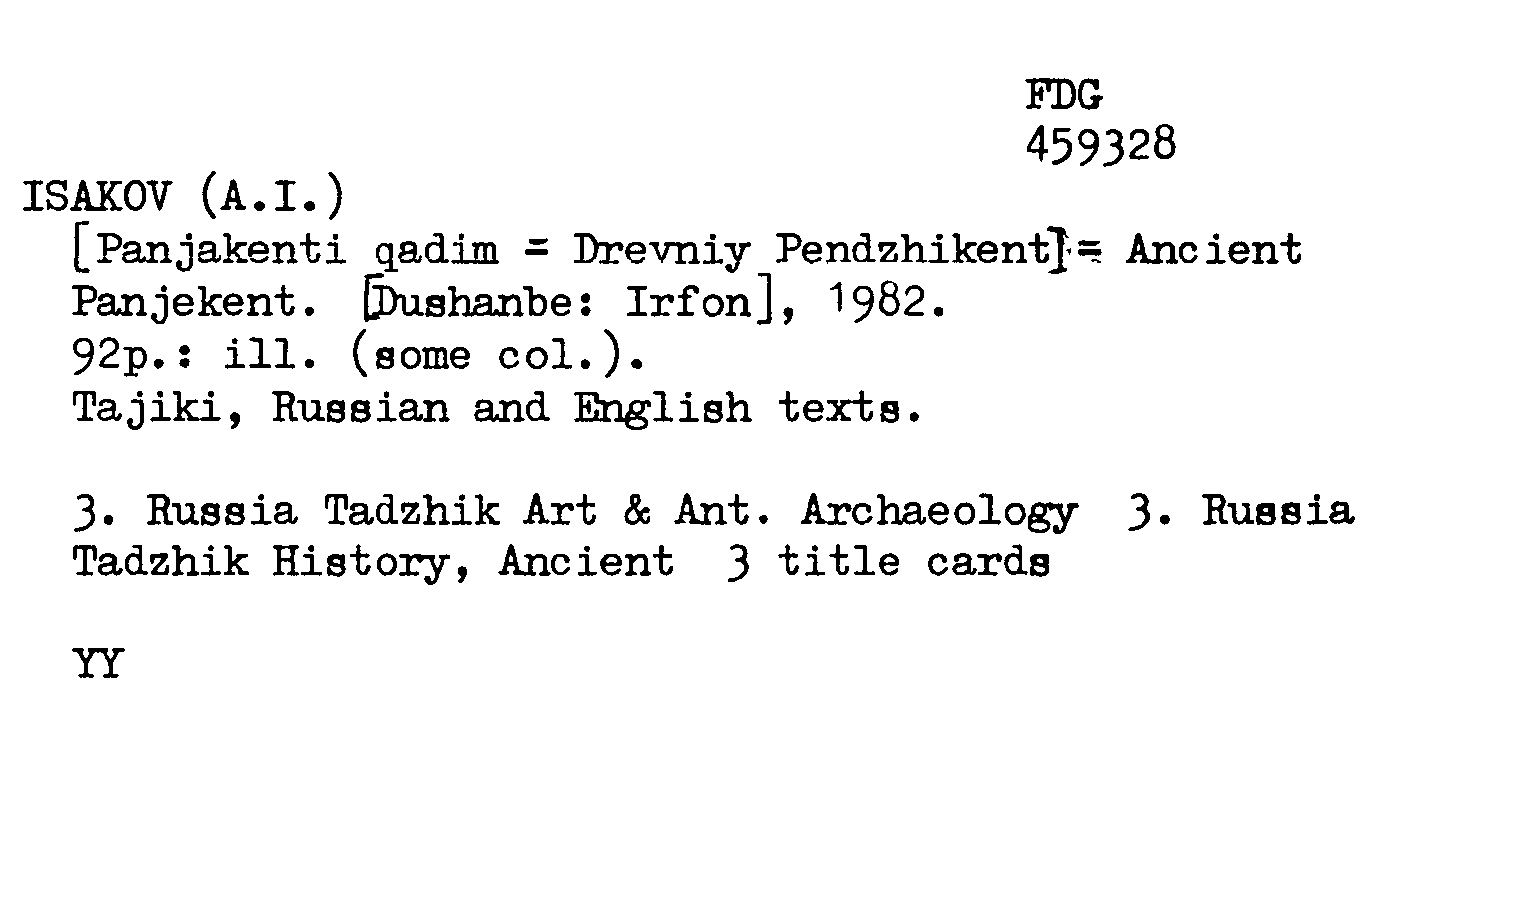 FDG
459328
ISAKOV (A.I.)
[Panjakenti qadim = Drevniy Pendzhikent] = Ancient
Panjekent. [Dushanbe: Irfon], 1982.
92p.: ill. (some col.).
Tajiki, Russian and English texts.
3. Russia Tadzhik Art & Ant. Archaeology 3. Russia
Tadzhik History, Ancient 3 title cards
YY